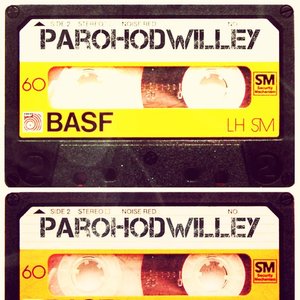 SIDE 2 STEREO NOISE RED NO
PAROHODWILLEY
60
SM
Security
Mechanism
BASF
LH SM
SIDE 2 STEREO NOISE RED NO
PAROHODWILLEY
60
SM
Security
Mechanism
BASF